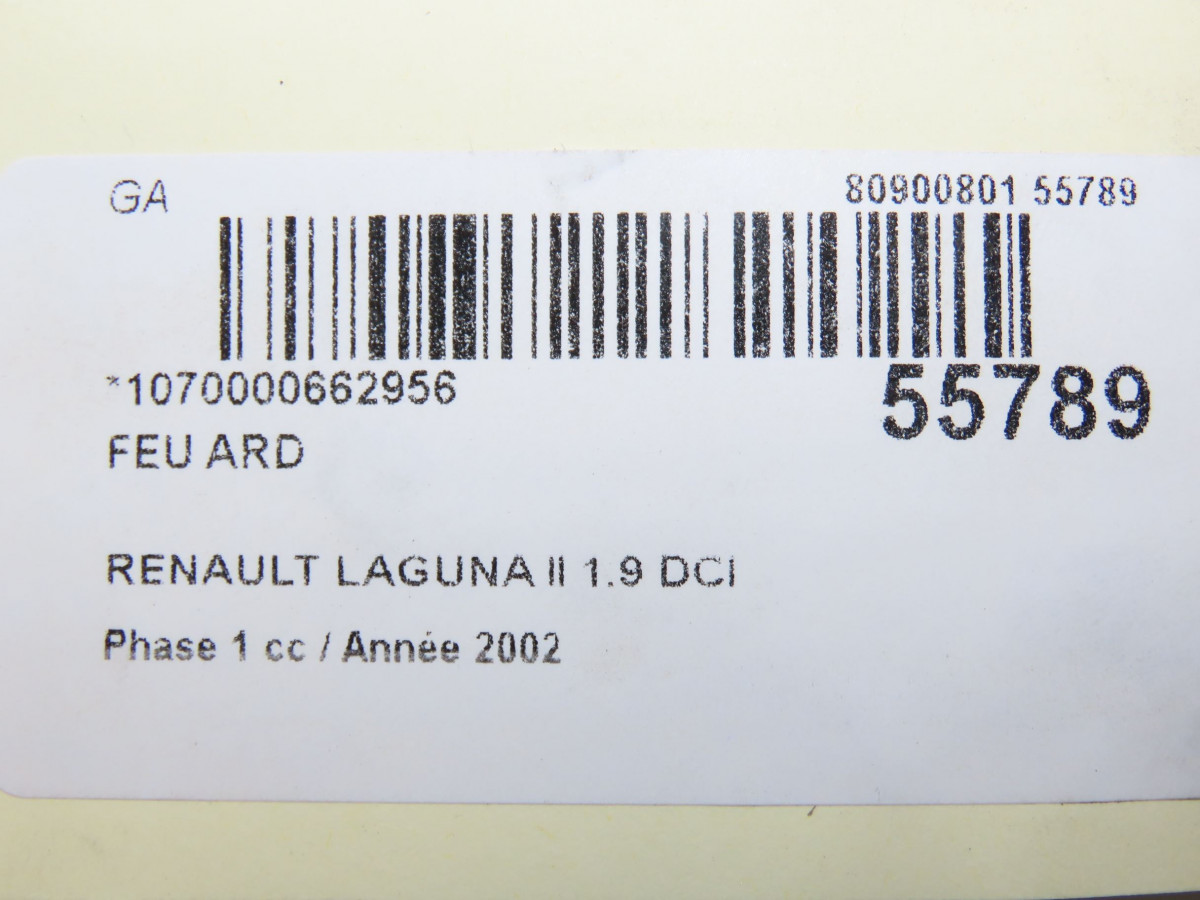 GA 80900801 55789
*1070000662956
55789
FEU ARD
RENAULT LAGUNA II 1.9 DCI
Phase 1 cc / Année 2002